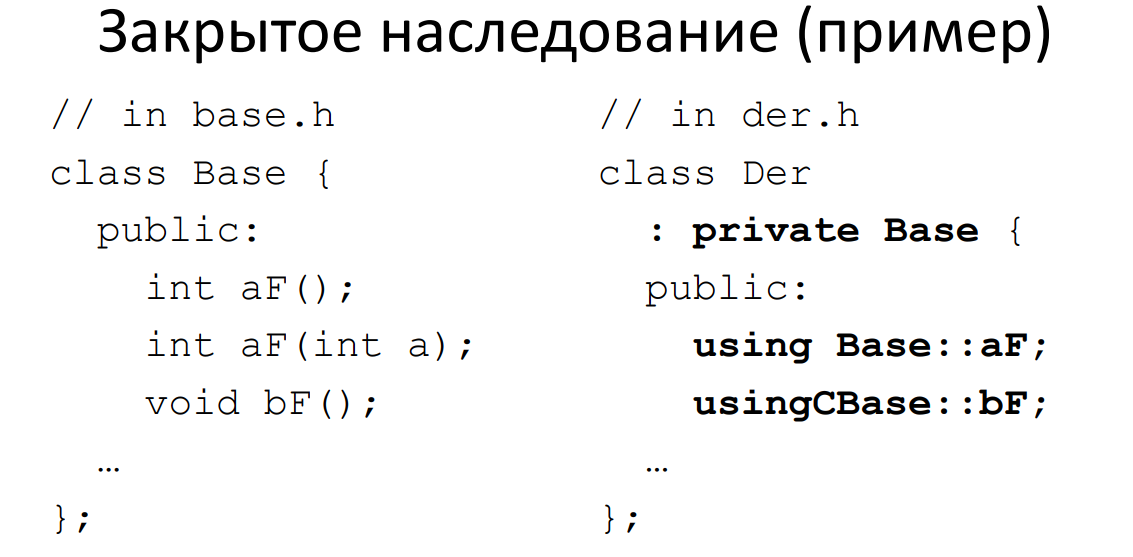 Закрытое наследование (пример)
// in base.h
class Base {
public:
int aF();
int aF(int a);
void bF();
…
};
// in der.h
class Der
: private Base {
public:
using Base::aF;
usingCBase::bF;
…
};